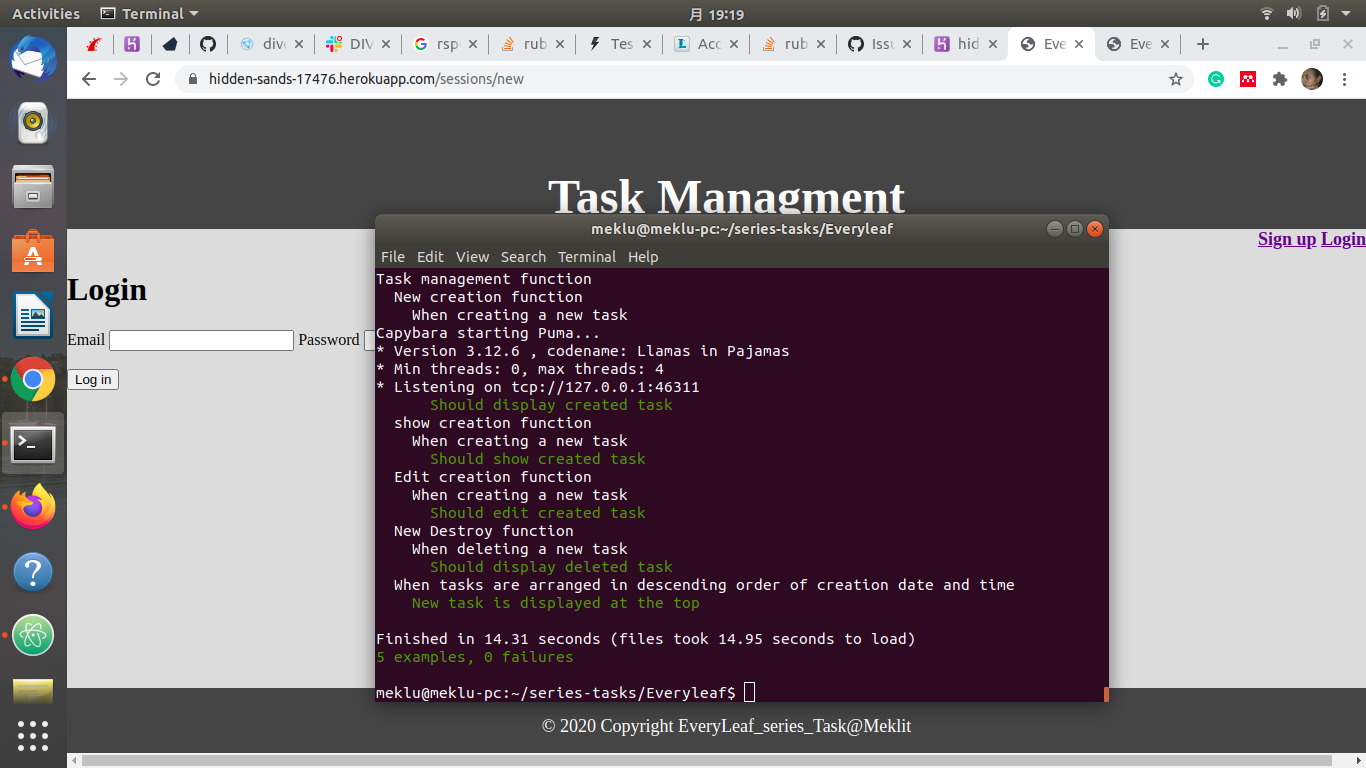 Activities Terminal 月 19:19
dive DIV rsp rub Tes Acc rub Issu hid Eve Eve
hidden-sands-17476.herokuapp.com/sessions/new
Task Managment
Sign up Login
Login
Email Password
Log in
meklu@meklu-pc:~/series-tasks/Everyleaf
File Edit View Search Terminal Help
Task management function
New creation function
When creating a new task
Capybara starting Puma...
* Version 3.12.6 , codename: Llamas in Pajamas
* Min threads: 0, max threads: 4
* Listening on tcp://127.0.0.1:46311
Should display created task
show creation function
When creating a new task
Should show created task
Edit creation function
When creating a new task
Should edit created task
New Destroy function
When deleting a new task
Should display deleted task
When tasks are arranged in descending order of creation date and time
New task is displayed at the top
Finished in 14.31 seconds (files took 14.95 seconds to load)
5 examples, 0 failures
meklu@meklu-pc:~/series-tasks/Everyleaf$
© 2020 Copyright EveryLeaf_series_Task@Meklit